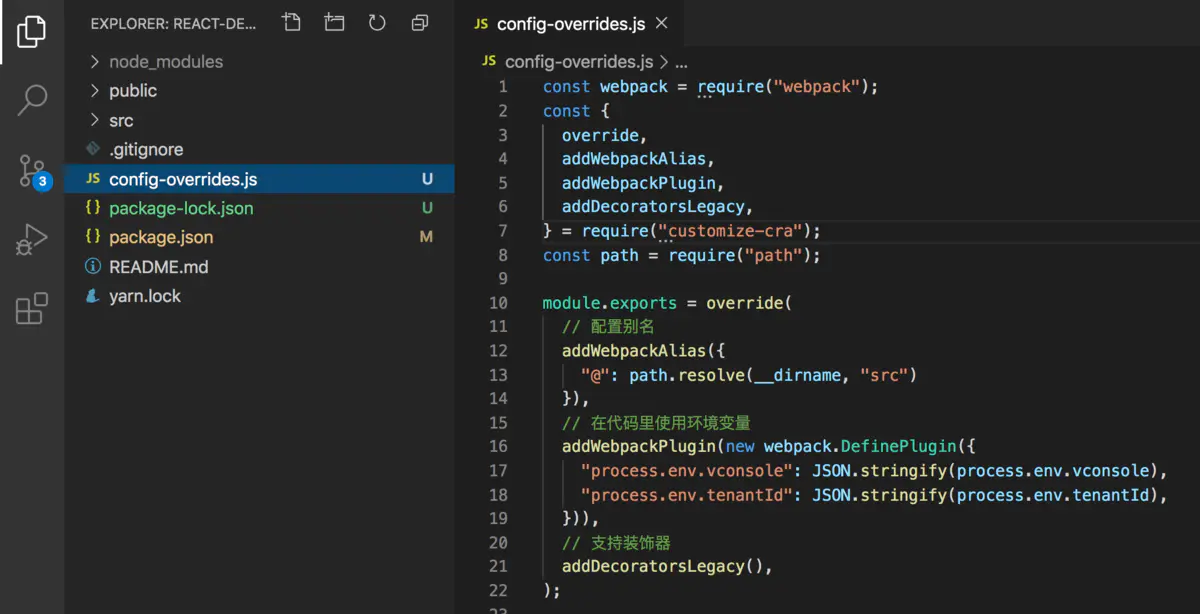 EXPLORER: REACT-DE...
node_modules
public
src
.gitignore
JS config-overrides.js U
{} package-lock.json U
{} package.json M
README.md
yarn.lock
3
JS config-overrides.js
JS config-overrides.js > ...
1 const webpack = require("webpack");
2 const {
3 override,
4 addWebpackAlias,
5 addWebpackPlugin,
6 addDecoratorsLegacy,
7 } = require("customize-cra");
8 const path = require("path");
9
10 module.exports = override(
11 // 配置别名
12 addWebpackAlias({
13 "@": path.resolve(__dirname, "src")
14 }),
15 // 在代码里使用环境变量
16 addWebpackPlugin(new webpack.DefinePlugin({
17 "process.env.vconsole": JSON.stringify(process.env.vconsole),
18 "process.env.tenantId": JSON.stringify(process.env.tenantId),
19 })),
20 // 支持装饰器
21 addDecoratorsLegacy(),
22 );
23